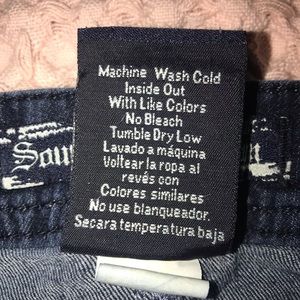 Machine Wash Cold
Inside Out
With Like Colors
No Bleach
Tumble Dry Low
Lavado a máquina
Voltear la ropa al
revés con
Colores similares
No use blanqueador.
Secara temperatura baja